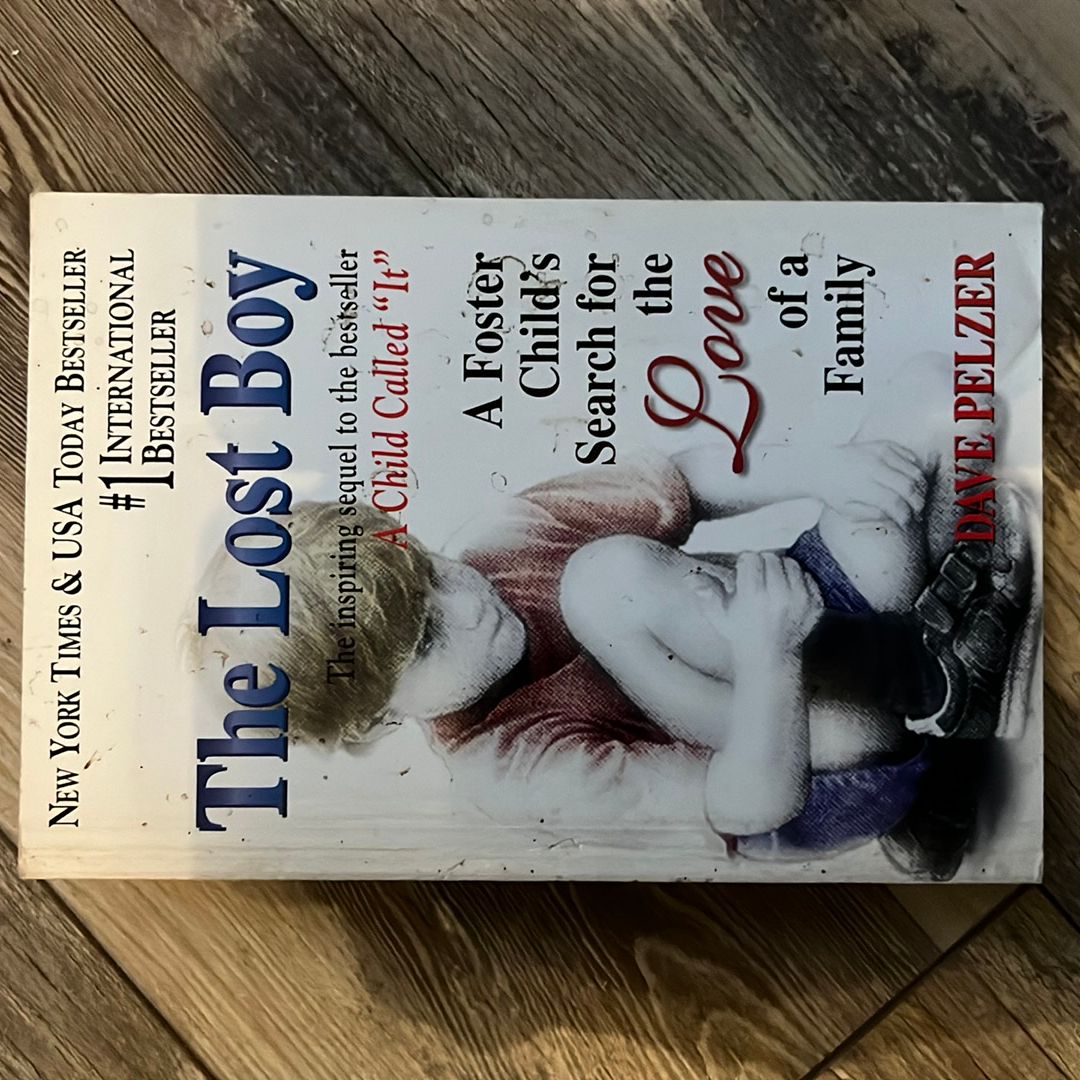 NEW YORK TIMES & USA TODAY BESTSELLER
#1 INTERNATIONAL
BESTSELLER
The Lost Boy
The inspiring sequel to the bestseller
A Child Called “It”
A Foster
Child's
Search for
the
Love
of a
Family
DAVE PELZER